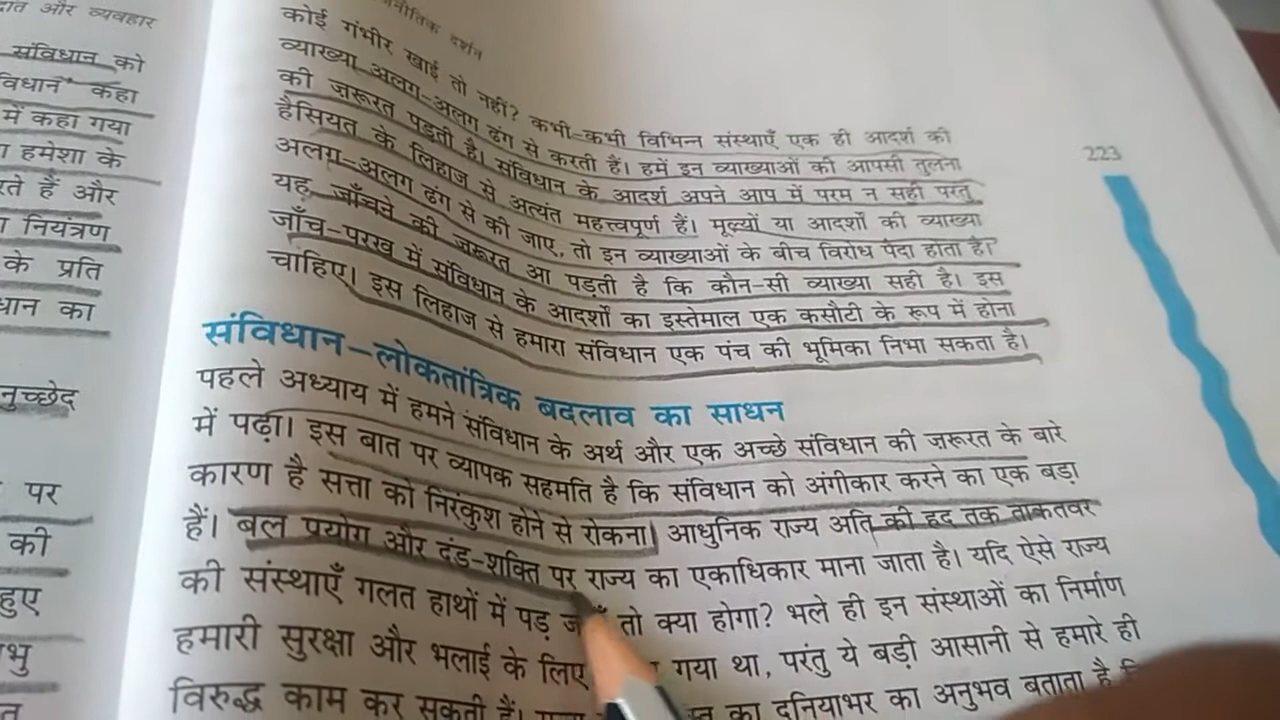 और व्यवहार
संविधान को
कहा
में कहा गया
हमेशा के
हैं और
नियंत्रण
के प्रति
का
पर
की
हुए
दर्शन
223
कोई गंभीर खाई तो नहीं? कभी-कभी विभिन्न संस्थाएँ एक ही आदर्श की
व्याख्या अलग-अलग ढंग से करती हैं। हमें इन व्याख्याओं की आपसी तुलना
की ज़रूरत पड़ती है। संविधान के आदर्श अपने आप में परम न सही परंतु
हैसियत के लिहाज से अत्यंत महत्त्वपूर्ण हैं। मूल्यों या आदर्शों की व्याख्या
अलग-अलग ढंग से की जाए, तो इन व्याख्याओं के बीच विरोध पैदा होता है।
यह जाँचने की ज़रूरत आ पड़ती है कि कौन-सी व्याख्या सही है। इस
जाँच-परख में संविधान के आदर्शों का इस्तेमाल एक कसौटी के रूप में होना
चाहिए। इस लिहाज से हमारा संविधान एक पंच की भूमिका निभा सकता है।
संविधान-लोकतांत्रिक बदलाव का साधन
पहले अध्याय में हमने संविधान के अर्थ और एक अच्छे संविधान की ज़रूरत के बारे
में पढ़ा। इस बात पर व्यापक सहमति है कि संविधान को अंगीकार करने का एक बड़ा
कारण है सत्ता को निरंकुश होने से रोकना। आधुनिक राज्य अति की हद तक ताकतवर
हैं। बल प्रयोग और दंड-शक्ति पर राज्य का एकाधिकार माना जाता है। यदि ऐसे राज्य
की संस्थाएँ गलत हाथों में पड़ तो क्या होगा? भले ही इन संस्थाओं का निर्माण
हमारी सुरक्षा और भलाई के लिए गया था, परंतु ये बड़ी आसानी से हमारे ही
विरुद्ध काम कर सकती हैं। का दुनियाभर का अनुभव बताता है